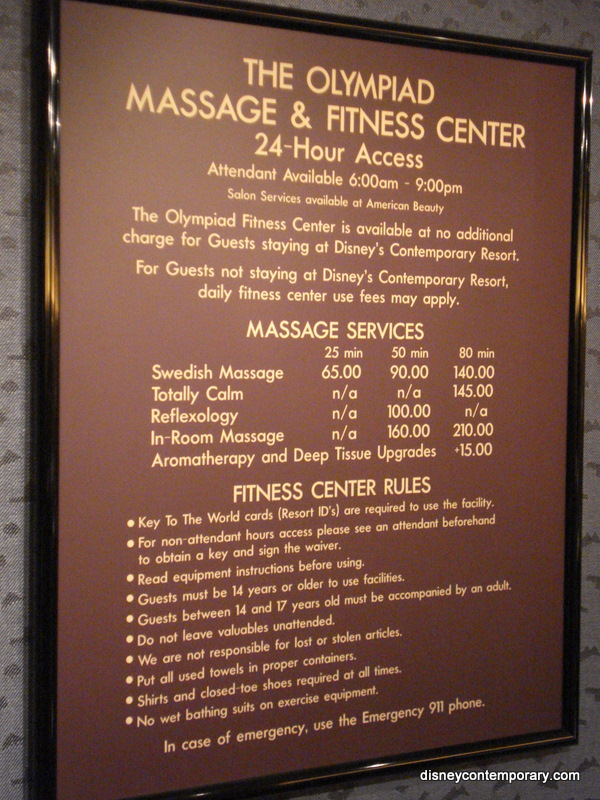 THE OLYMPIAD
MASSAGE & FITNESS CENTER
24-Hour Access
Attendant Available 6:00am - 9:00pm
Salon Services available at American Beauty
The Olympiad Fitness Center is available at no additional
charge for Guests staying at Disney's Contemporary Resort.
For Guests not staying at Disney's Contemporary Resort,
daily fitness center use fees may apply.
MASSAGE SERVICES
25 min 50 min 80 min
Swedish Massage 65.00 90.00 140.00
Totally Calm n/a n/a 145.00
Reflexology n/a 100.00 n/a
In-Room Massage n/a 160.00 210.00
Aromatherapy and Deep Tissue Upgrades +15.00
FITNESS CENTER RULES
• Key To The World cards (Resort ID's) are required to use the facility.
• For non-attendant hours access please see an attendant beforehand
to obtain a key and sign the waiver.
• Read equipment instructions before using.
• Guests must be 14 years or older to use facilities.
• Guests between 14 and 17 years old must be accompanied by an adult.
• Do not leave valuables unattended.
• We are not responsible for lost or stolen articles.
• Put all used towels in proper containers.
• Shirts and closed-toe shoes required at all times.
• No wet bathing suits on exercise equipment.
In case of emergency, use the Emergency 911 phone.
disneycontemporary.com